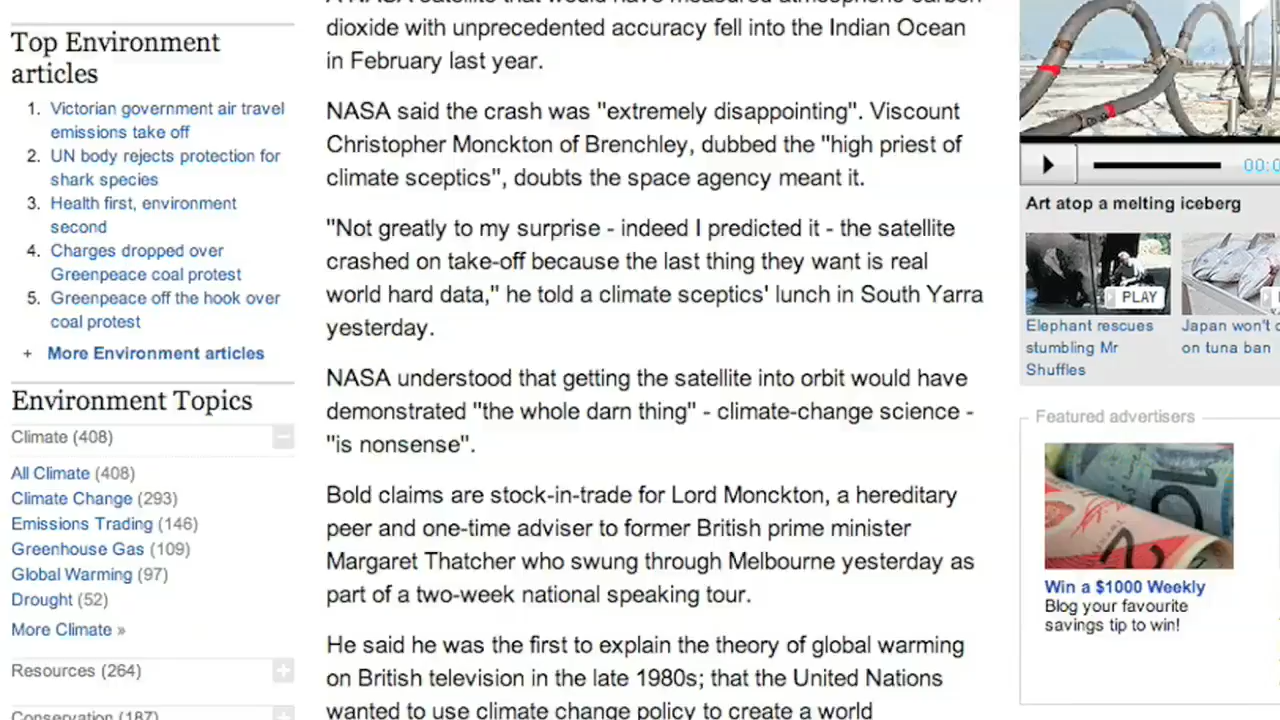 Top Environment
articles
1. Victorian government air travel
emissions take off
2. UN body rejects protection for
shark species
3. Health first, environment
second
4. Charges dropped over
Greenpeace coal protest
5. Greenpeace off the hook over
coal protest
+ More Environment articles
Environment Topics
Climate (408)
All Climate (408)
Climate Change (293)
Emissions Trading (146)
Greenhouse Gas (109)
Global Warming (97)
Drought (52)
More Climate »
Resources (264)
Conservation (187)
A NASA satellite that would have measured atmospheric carbon
dioxide with unprecedented accuracy fell into the Indian Ocean
in February last year.
NASA said the crash was "extremely disappointing". Viscount
Christopher Monckton of Brenchley, dubbed the "high priest of
climate sceptics", doubts the space agency meant it.
"Not greatly to my surprise - indeed I predicted it - the satellite
crashed on take-off because the last thing they want is real
world hard data," he told a climate sceptics' lunch in South Yarra
yesterday.
NASA understood that getting the satellite into orbit would have
demonstrated "the whole darn thing" - climate-change science -
"is nonsense".
Bold claims are stock-in-trade for Lord Monckton, a hereditary
peer and one-time adviser to former British prime minister
Margaret Thatcher who swung through Melbourne yesterday as
part of a two-week national speaking tour.
He said he was the first to explain the theory of global warming
on British television in the late 1980s; that the United Nations
wanted to use climate change policy to create a world
00:0
Art atop a melting iceberg
PLAY
Elephant rescues
stumbling Mr
Shuffles
Japan won't
on tuna ban
Featured advertisers
Win a $1000 Weekly
Blog your favourite
savings tip to win!